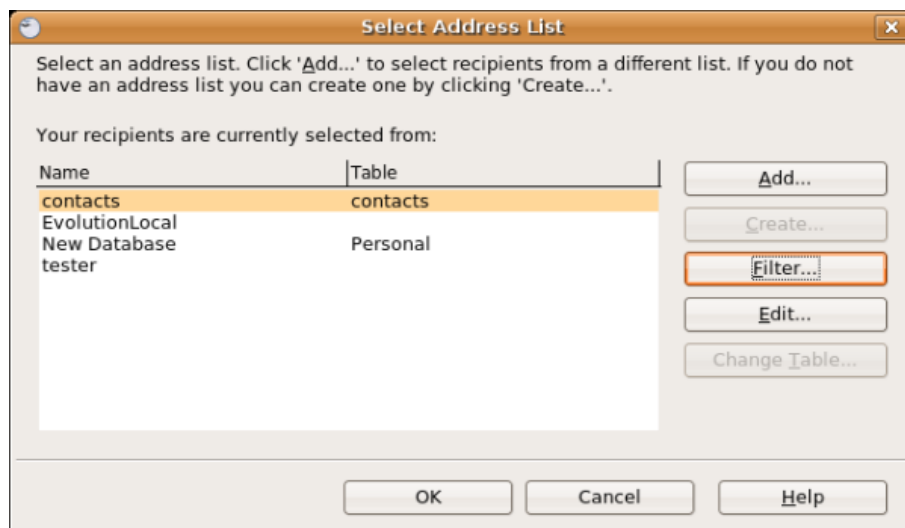 Select Address List
Select an address list. Click 'Add...' to select recipients from a different list. If you do not
have an address list you can create one by clicking 'Create...'.
Your recipients are currently selected from:
Name Table
contacts contacts
EvolutionLocal
New Database Personal
tester
Add...
Create...
Filter...
Edit...
Change Table...
OK Cancel Help